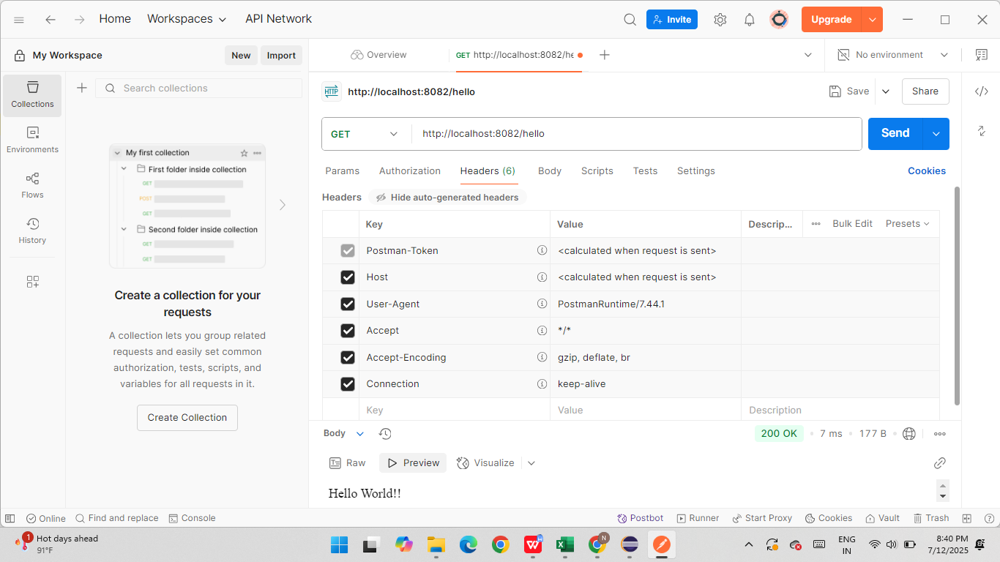 Home Workspaces API Network Invite Upgrade
My Workspace New Import Overview GET http://localhost:8082/he No environment
Collections
Search collections
HTTP http://localhost:8082/hello Save Share
Environments
Flows
History
My first collection
First folder inside collection
GET
POST
GET
Second folder inside collection
GET
GET
Create a collection for your
requests
A collection lets you group related
requests and easily set common
authorization, tests, scripts, and
variables for all requests in it.
Create Collection
GET http://localhost:8082/hello Send
Params Authorization Headers (6) Body Scripts Tests Settings Cookies
Headers Hide auto-generated headers
Key Value Descrip... Bulk Edit Presets
Postman-Token <calculated when request is sent>
Host <calculated when request is sent>
User-Agent PostmanRuntime/7.44.1
Accept */*
Accept-Encoding gzip, deflate, br
Connection keep-alive
Key Value Description
Body 200 OK 7 ms 177 B
Raw Preview Visualize
Hello World!!
Online Find and replace Console Postbot Runner Start Proxy Cookies Vault Trash
1 Hot days ahead
91°F
N
ENG
IN
8:40 PM
7/12/2025